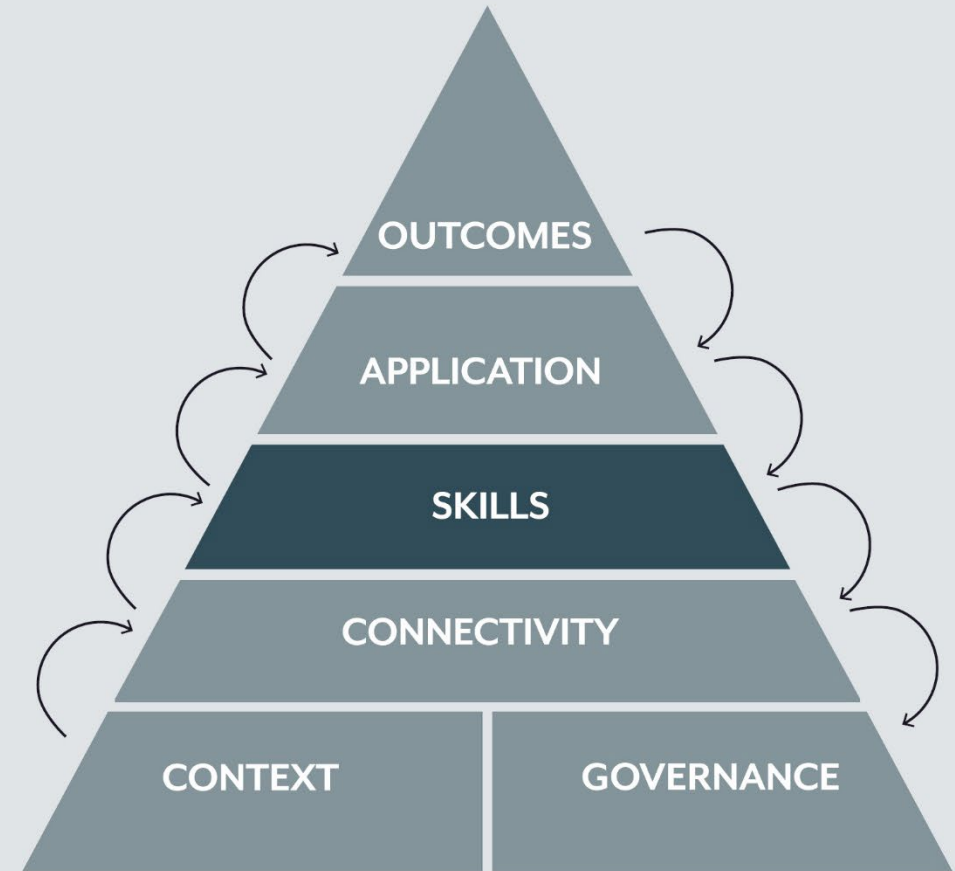 OUTCOMES
APPLICATION
SKILLS
CONNECTIVITY
CONTEXT
GOVERNANCE